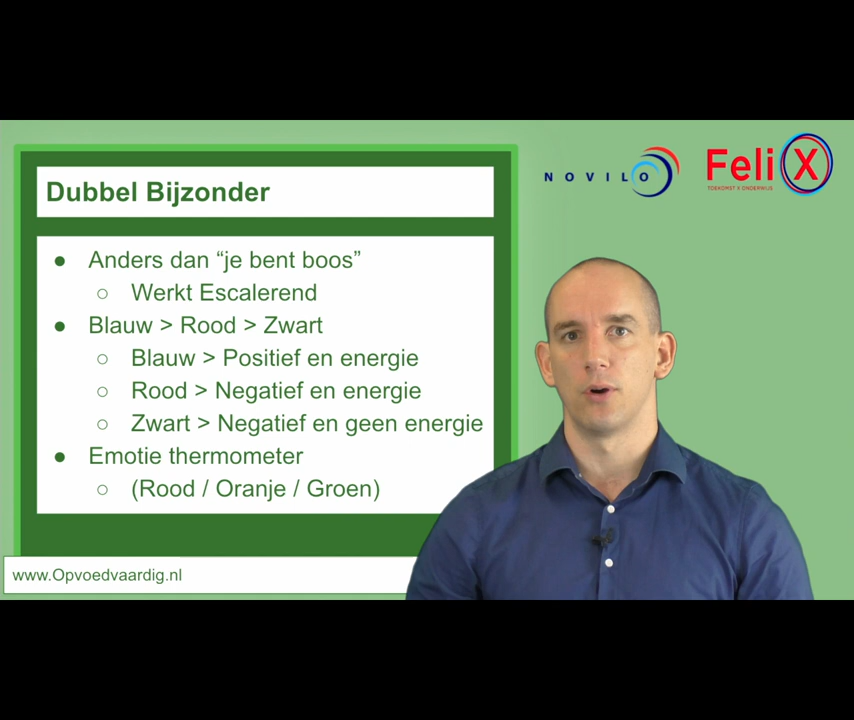 NOVILO
FeliX
TOEKOMST X ONDERWIJS
Dubbel Bijzonder
● Anders dan “je bent boos”
○ Werkt Escalerend
● Blauw > Rood > Zwart
○ Blauw > Positief en energie
○ Rood > Negatief en energie
○ Zwart > Negatief en geen energie
● Emotie thermometer
○ (Rood / Oranje / Groen)
www.Opvoedvaardig.nl